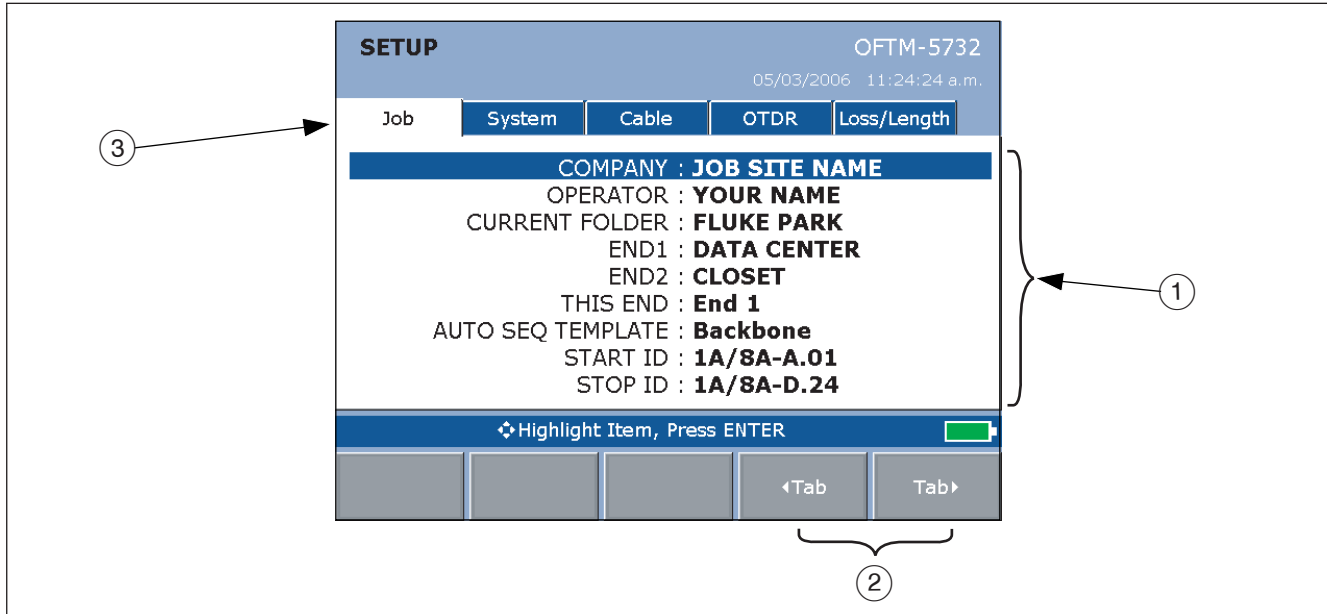 SETUP OFTM-5732
05/03/2006 11:24:24 a.m.
Job System Cable OTDR Loss/Length
COMPANY : JOB SITE NAME
OPERATOR : YOUR NAME
CURRENT FOLDER : FLUKE PARK
END1 : DATA CENTER
END2 : CLOSET
THIS END : End 1
AUTO SEQ TEMPLATE : Backbone
START ID : 1A/8A-A.01
STOP ID : 1A/8A-D.24
Highlight Item, Press ENTER
Tab Tab
3
1
2